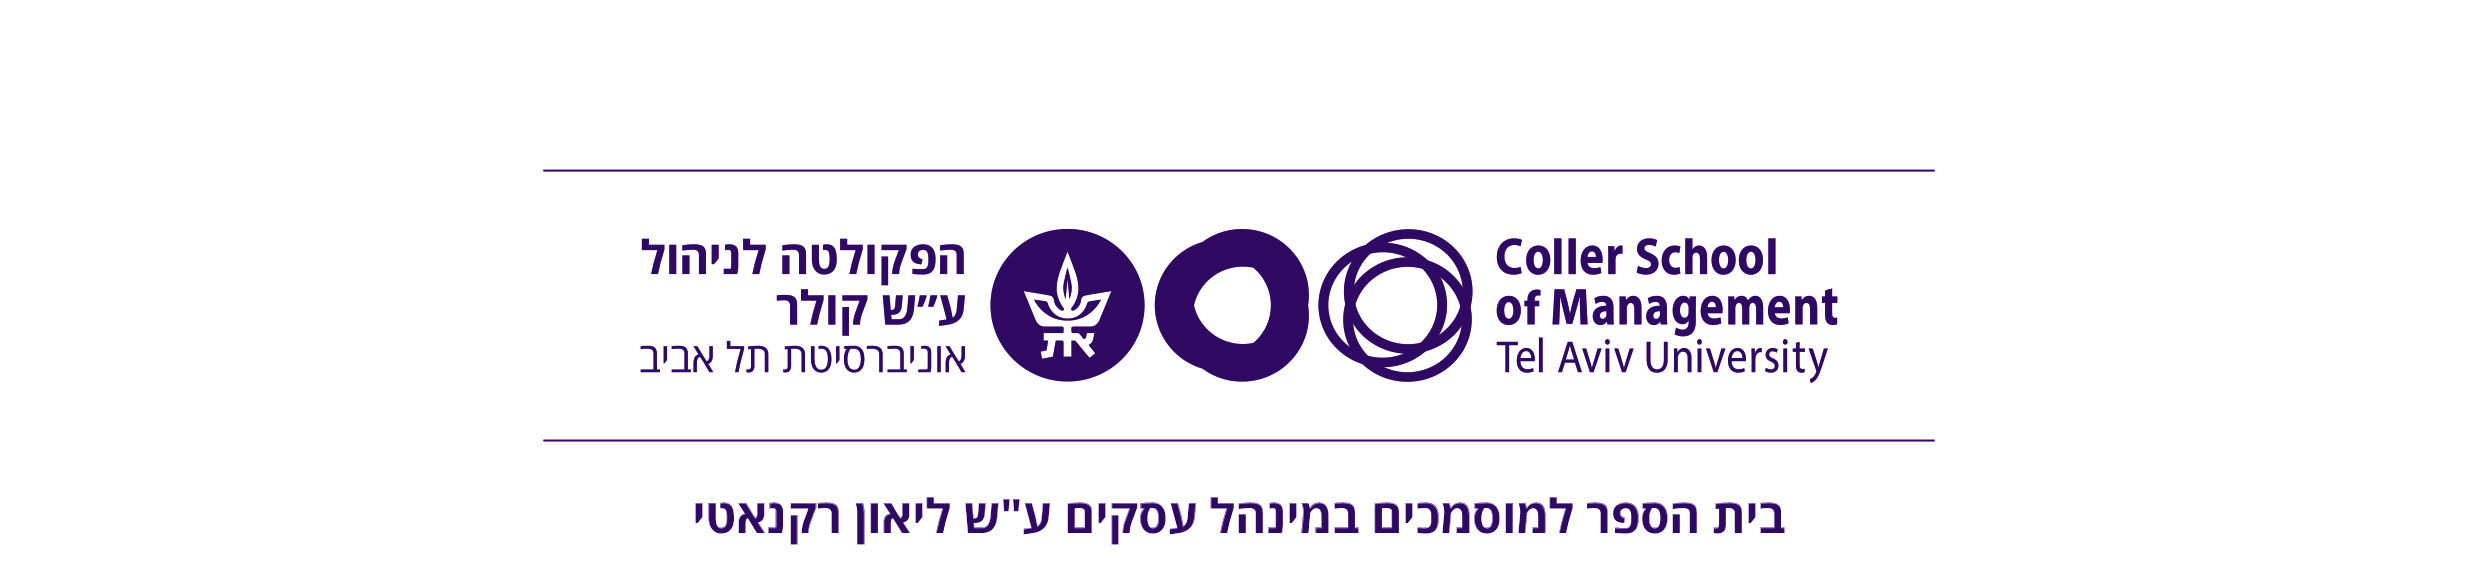 הפקולטה לניהול
ע״ש קולר
אוניברסיטת תל אביב
את
Coller School
of Management
Tel Aviv University
בית הספר למוסמכים במינהל עסקים ע"ש ליאון רקנאטי